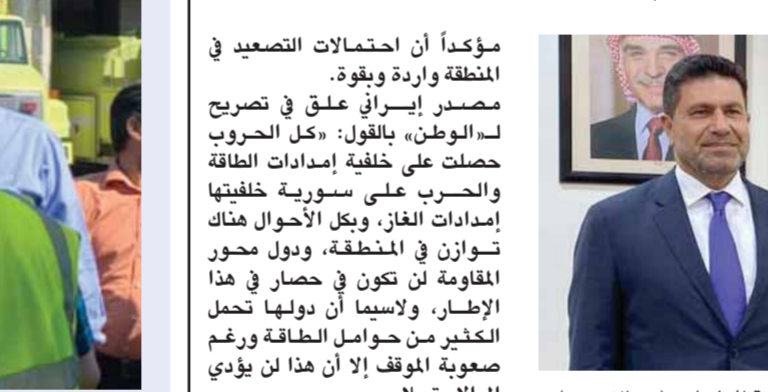 مؤكداً أن احتمالات التصعيد في
المنطقة واردة وبقوة.
مصدر إيراني علق في تصريح
لـ«الوطن» بالقول: «كل الحروب
حصلت على خلفية إمدادات الطاقة
والحرب على سورية خلفيتها
إمدادات الغاز، وبكل الأحوال هناك
توازن في المنطقة، ودول محور
المقاومة لن تكون في حصار في هذا
الإطار، ولاسيما أن دولها تحمل
الكثير من حوامل الطاقة ورغم
صعوبة الموقف إلا أن هذا لن يؤدي